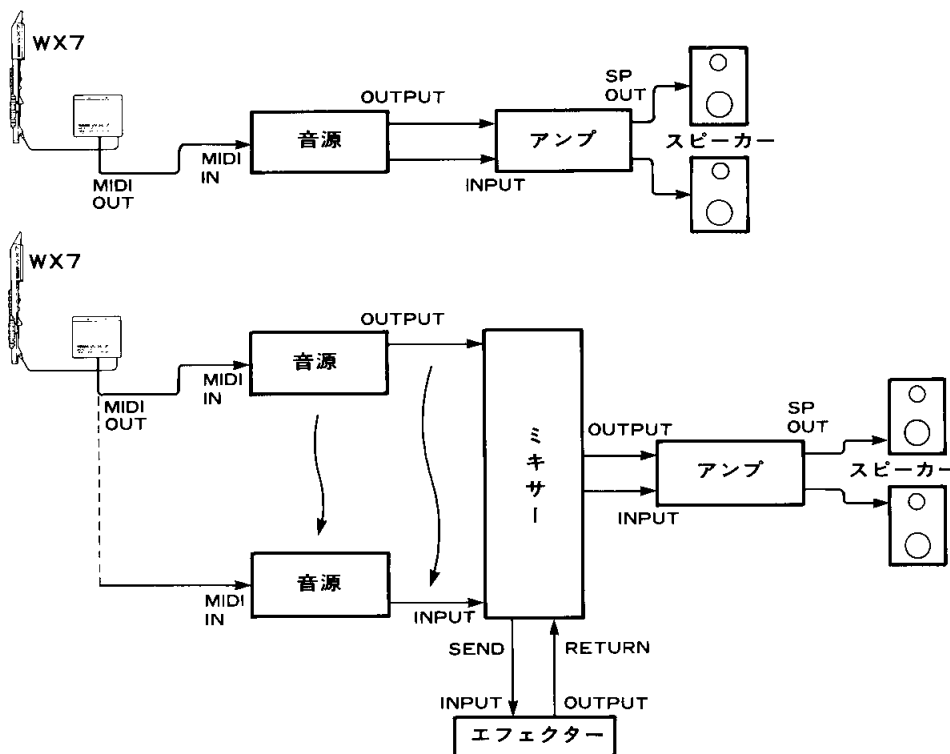 WX7
MIDI
OUT
MIDI
IN
音源
OUTPUT
INPUT
アンプ
SP
OUT
スピーカー
WX7
MIDI
OUT
MIDI
IN
音源
OUTPUT
MIDI
IN
音源
INPUT
ミキサー
OUTPUT
INPUT
アンプ
SP
OUT
スピーカー
SEND
RETURN
INPUT
OUTPUT
エフェクター